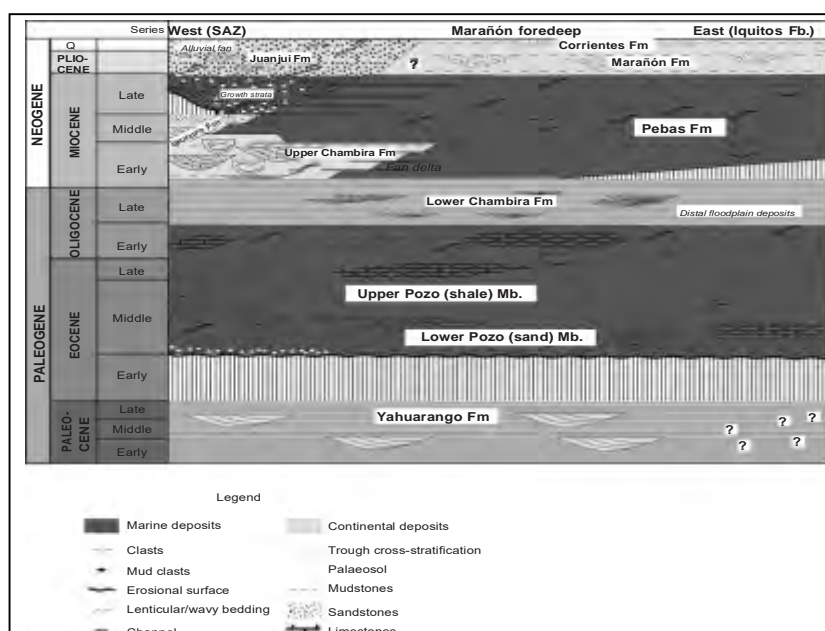 Series West (SAZ) Marañón foredeep East (Iquitos Fb.)
Q Alluvial fan Juanjui Fm Corrientes Fm
PLIO-
CENE ? Marañón Fm
NEOGENE
MIOCENE
Late Growth strata
Middle Pebas Fm
Upper Chambira Fm
Early Fan delta
PALEOGENE
OLIGOCENE
Late Lower Chambira Fm
Distal floodplain deposits
Early
EOCENE
Late
Upper Pozo (shale) Mb.
Middle
Lower Pozo (sand) Mb.
Early
PALEO-
CENE
Late Yahuarango Fm
Middle ? ? ?
Early ? ?
Legend
Marine deposits Continental deposits
Clasts Trough cross-stratification
Mud clasts Palaeosol
Erosional surface Mudstones
Lenticular/wavy bedding Sandstones
Channel Limestones